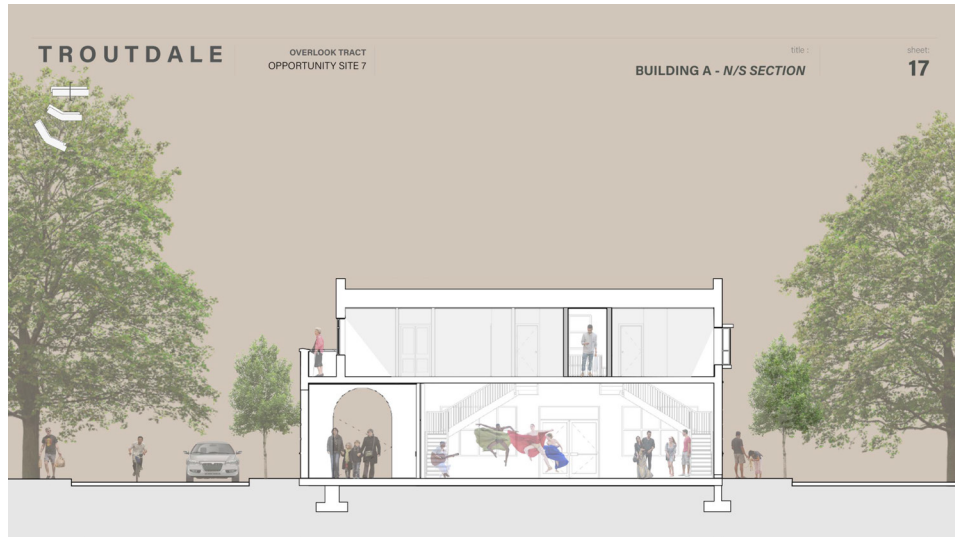 TROUTDALE
OVERLOOK TRACT
OPPORTUNITY SITE 7
title :
BUILDING A - N/S SECTION
sheet:
17